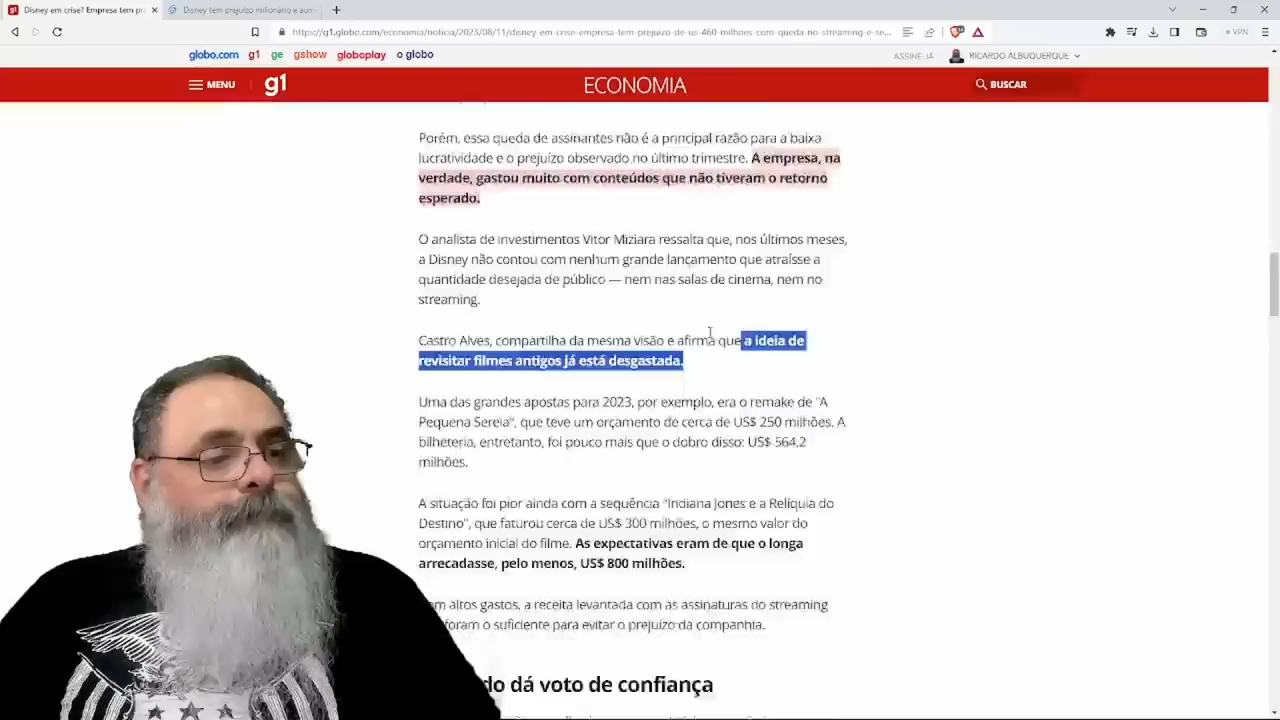 Disney em crise? Empresa tem pr
Disney tem prejuízo milionário e aum
https://g1.globo.com/economia/noticia/2023/08/11/disney-em-crise-empresa-tem-prejuizo-de-us-460-milhoes-com-queda-no-streaming-e-se...
VPN
globo.com g1 ge gshow globoplay o globo
ASSINE JÁ RICARDO ALBUQUERQUE
MENU g1 ECONOMIA BUSCAR
Porém, essa queda de assinantes não é a principal razão para a baixa
lucratividade e o prejuízo observado no último trimestre. A empresa, na
verdade, gastou muito com conteúdos que não tiveram o retorno
esperado.
O analista de investimentos Vitor Miziara ressalta que, nos últimos meses,
a Disney não contou com nenhum grande lançamento que atraísse a
quantidade desejada de público — nem nas salas de cinema, nem no
streaming.
Castro Alves, compartilha da mesma visão e afirma que a ideia de
revisitar filmes antigos já está desgastada.
Uma das grandes apostas para 2023, por exemplo, era o remake de "A
Pequena Sereia", que teve um orçamento de cerca de US$ 250 milhões. A
bilheteria, entretanto, foi pouco mais que o dobro disso: US$ 564,2
milhões.
A situação foi pior ainda com a sequência "Indiana Jones e a Relíquia do
Destino", que faturou cerca de US$ 300 milhões, o mesmo valor do
orçamento inicial do filme. As expectativas eram de que o longa
arrecadasse, pelo menos, US$ 800 milhões.
altos gastos, a receita levantada com as assinaturas do streaming
foram o suficiente para evitar o prejuízo da companhia.
do dá voto de confiança